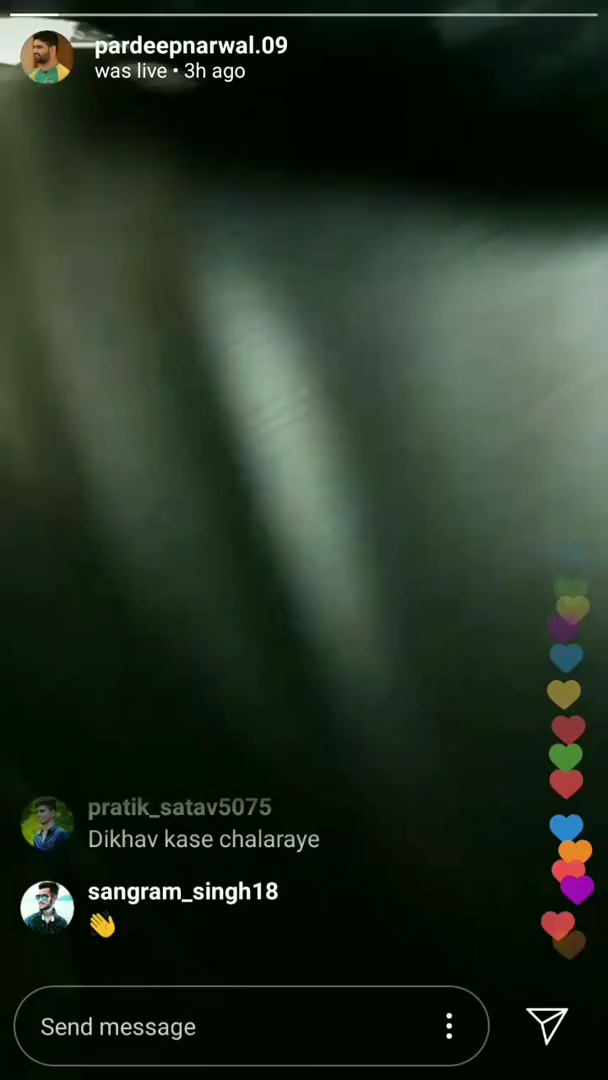 pardeepnarwal.09
was live • 3h ago
pratik_satav5075
Dikhav kase chalaraye
sangram_singh18
👋
Send message